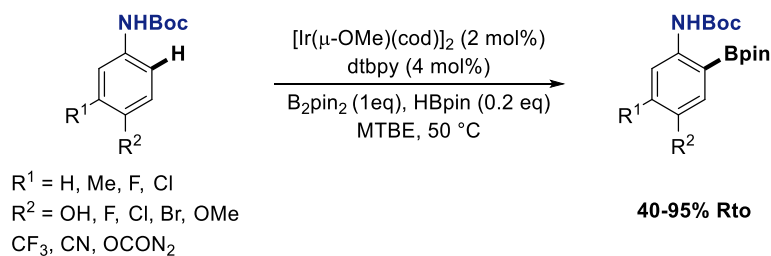 NHBoc
H
R¹
R²
[Ir(μ-OMe)(cod)]₂ (2 mol%)
dtbpy (4 mol%)
B₂pin₂ (1eq), HBpin (0.2 eq)
MTBE, 50 °C
NHBoc
Bpin
R¹
R²
R¹ = H, Me, F, Cl
R² = OH, F, Cl, Br, OMe
CF₃, CN, OCON₂
40-95% Rto